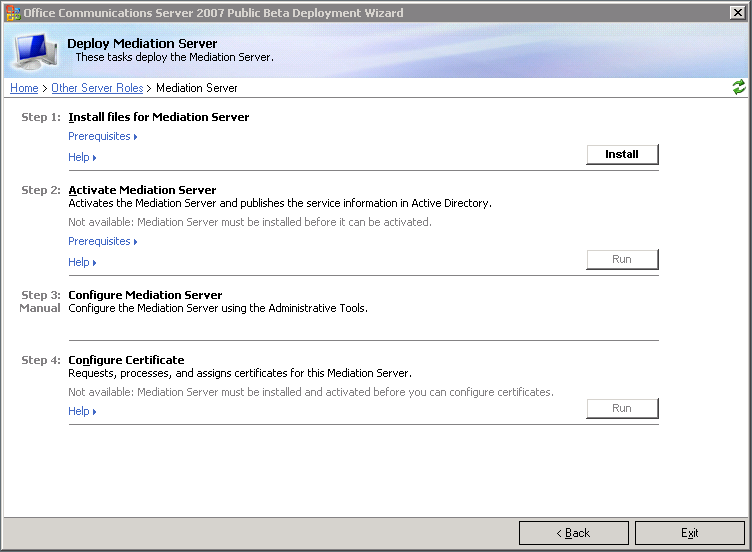 Office Communications Server 2007 Public Beta Deployment Wizard
Deploy Mediation Server
These tasks deploy the Mediation Server.
Home > Other Server Roles > Mediation Server
Step 1: Install files for Mediation Server
Prerequisites
Help
Install
Step 2: Activate Mediation Server
Activates the Mediation Server and publishes the service information in Active Directory.
Not available: Mediation Server must be installed before it can be activated.
Prerequisites
Help
Run
Step 3: Configure Mediation Server
Manual Configure the Mediation Server using the Administrative Tools.
Step 4: Configure Certificate
Requests, processes, and assigns certificates for this Mediation Server.
Not available: Mediation Server must be installed and activated before you can configure certificates.
Help
Run
< Back Exit